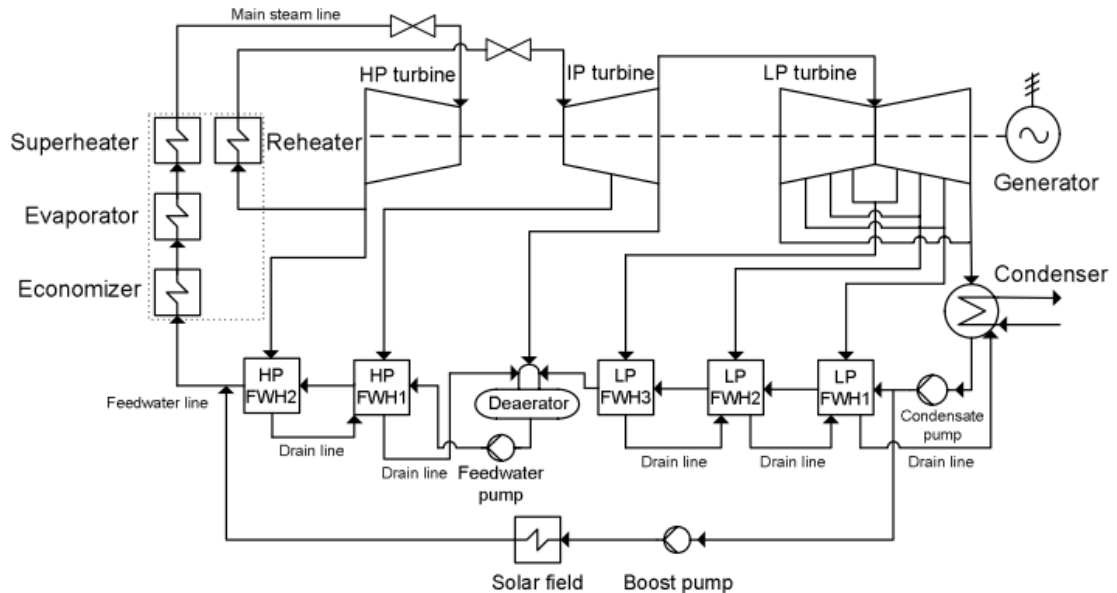 Main steam line
HP turbine
IP turbine
LP turbine
Superheater
Reheater
Generator
Evaporator
Economizer
Condenser
HP
FWH2
HP
FWH1
Deaerator
LP
FWH3
LP
FWH2
LP
FWH1
Feedwater line
Condensate
pump
Drain line
Drain line
Feedwater
pump
Drain line
Drain line
Drain line
Solar field
Boost pump